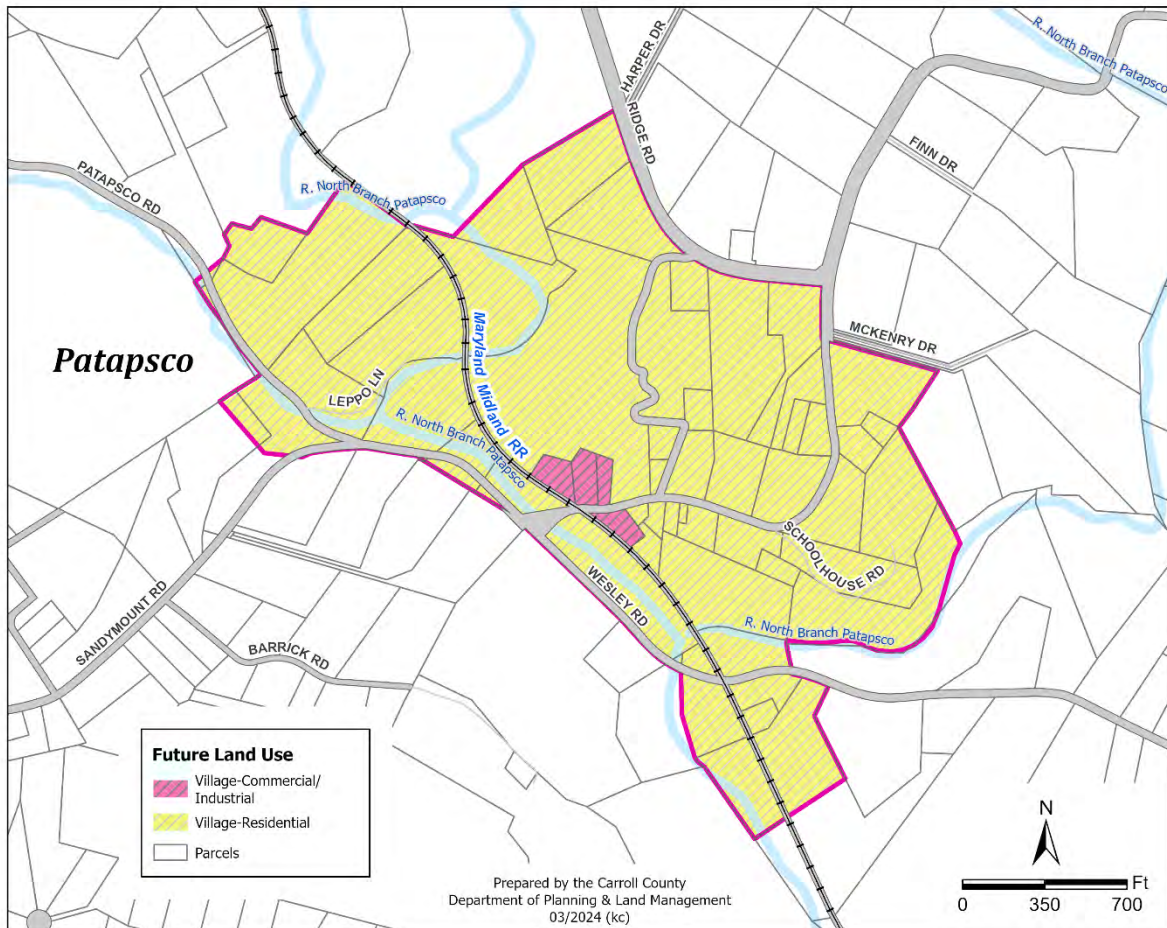 HARPER DR
RIDGE RD
R. North Branch Patapsco
FINN DR
PATAPSCO RD
R. North Branch Patapsco
MCKENRY DR
Patapsco
Maryland Midland RR
LEPPO LN
R. North Branch Patapsco
SCHOOLHOUSE RD
WESLEY RD
R. North Branch Patapsco
SANDYMOUNT RD
BARRICK RD
Future Land Use
Village-Commercial/
Industrial
Village-Residential
Parcels
Prepared by the Carroll County
Department of Planning & Land Management
03/2024 (kc)
N
Ft
0 350 700